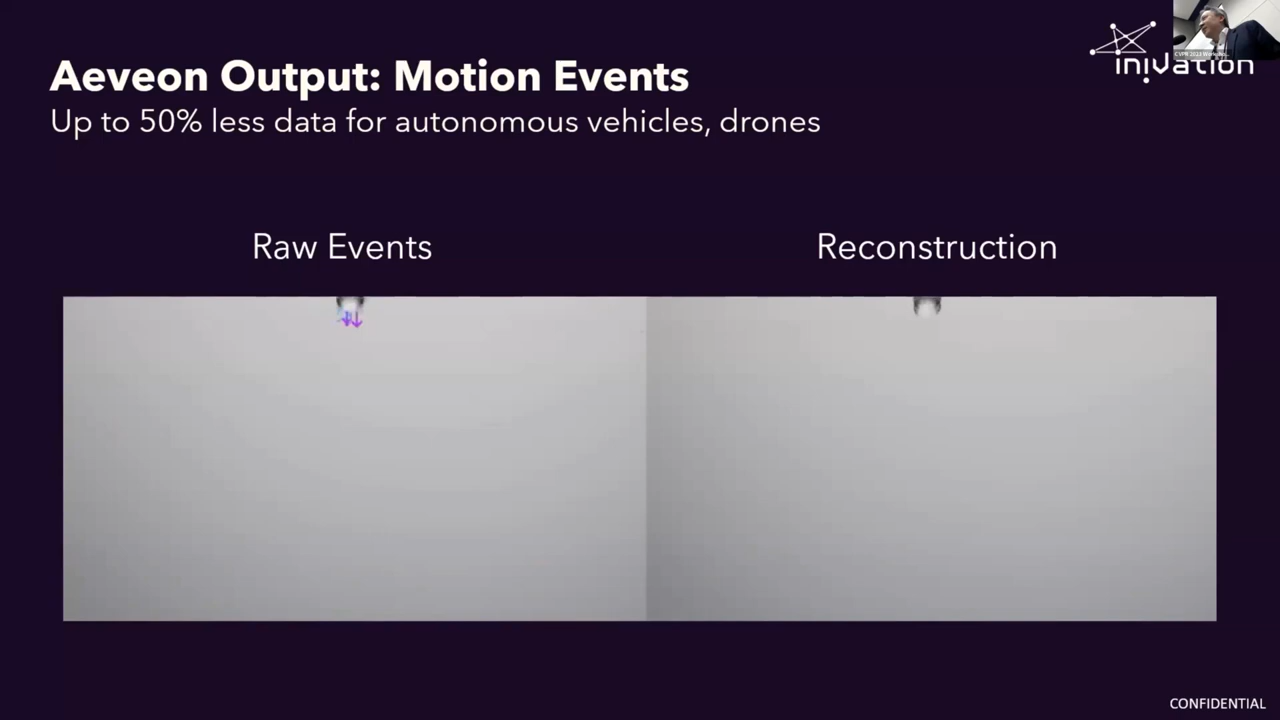 Aeveon Output: Motion Events
Up to 50% less data for autonomous vehicles, drones
inivation
Raw Events
Reconstruction
CONFIDENTIAL